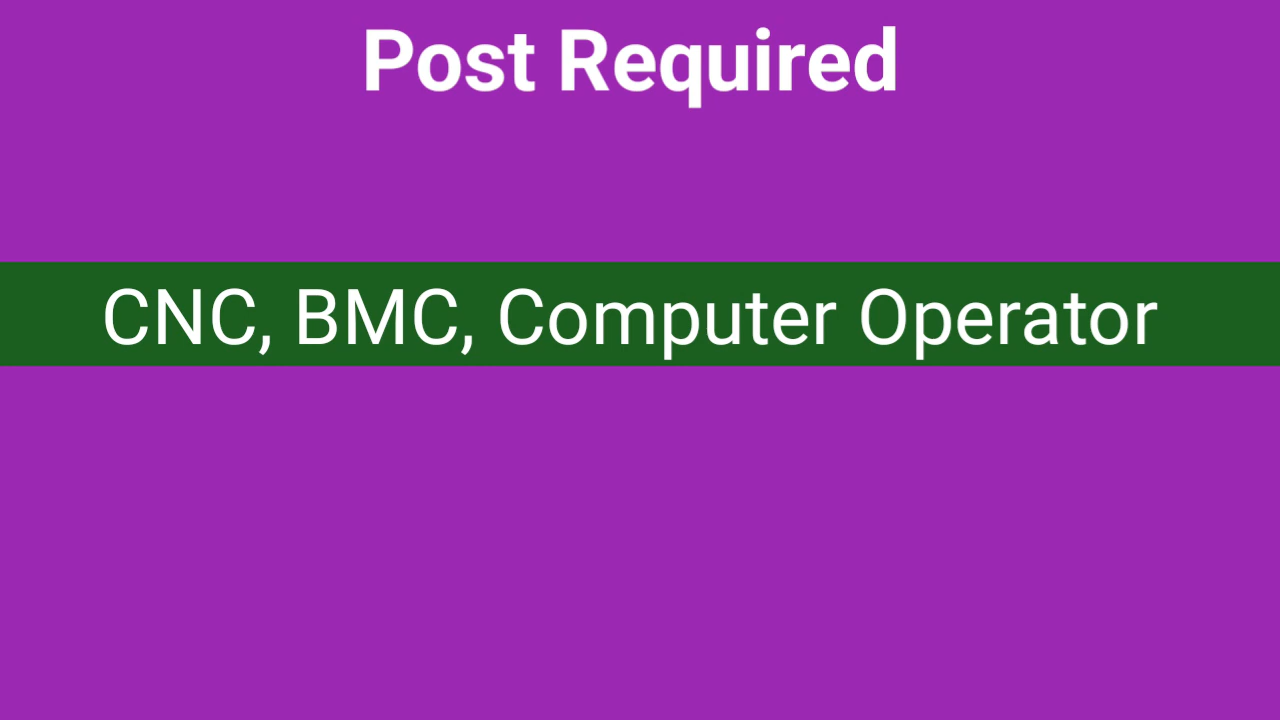 Post Required
CNC, BMC, Computer Operator